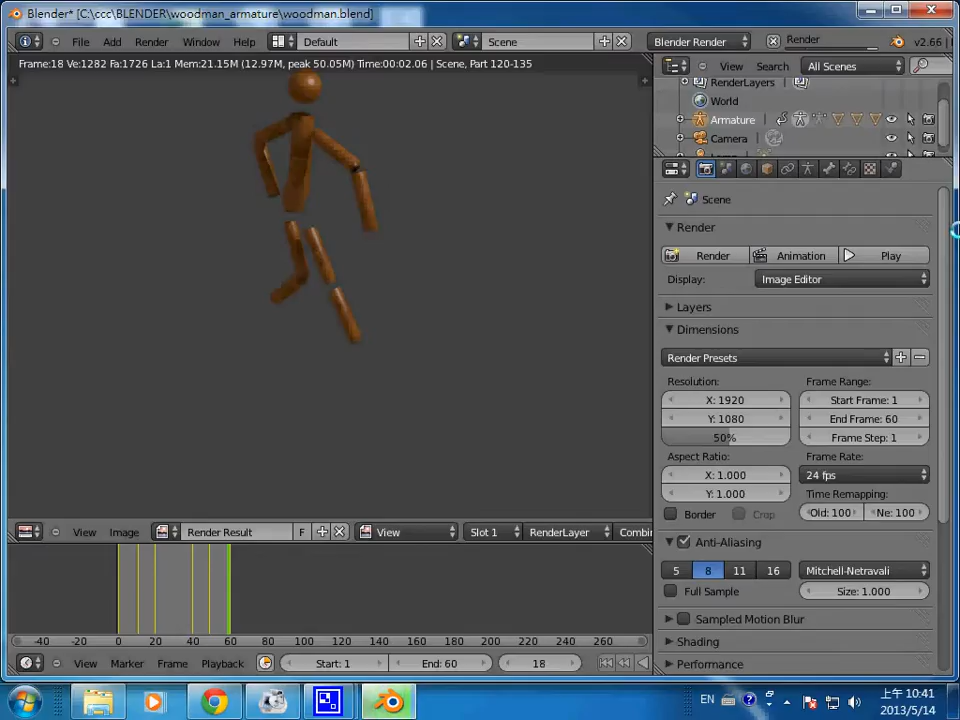 Blender* [C:\ccc\BLENDER\woodman_armature\woodman.blend]
File Add Render Window Help Default Scene Blender Render Render v2.66
Frame:18 Ve:1282 Fa:1726 La:1 Mem:21.15M (12.97M, peak 50.05M) Time:00:02.06 | Scene, Part 120-135
View Search All Scenes
RenderLayers
World
Armature
Camera
Scene
Render
Render Animation Play
Display: Image Editor
Layers
Dimensions
Render Presets
Resolution: Frame Range:
X: 1920 Start Frame: 1
Y: 1080 End Frame: 60
50% Frame Step: 1
Aspect Ratio: Frame Rate:
X: 1.000 24 fps
Y: 1.000 Time Remapping:
Border Crop Old: 100 Ne: 100
View Image Render Result F View Slot 1 RenderLayer Combin
Anti-Aliasing
5 8 11 16 Mitchell-Netravali
Full Sample Size: 1.000
Sampled Motion Blur
Shading
-40 -20 0 20 40 60 80 100 120 140 160 180 200 220 240 260
View Marker Frame Playback Start: 1 End: 60 18
Performance
EN
上午 10:41
2013/5/14